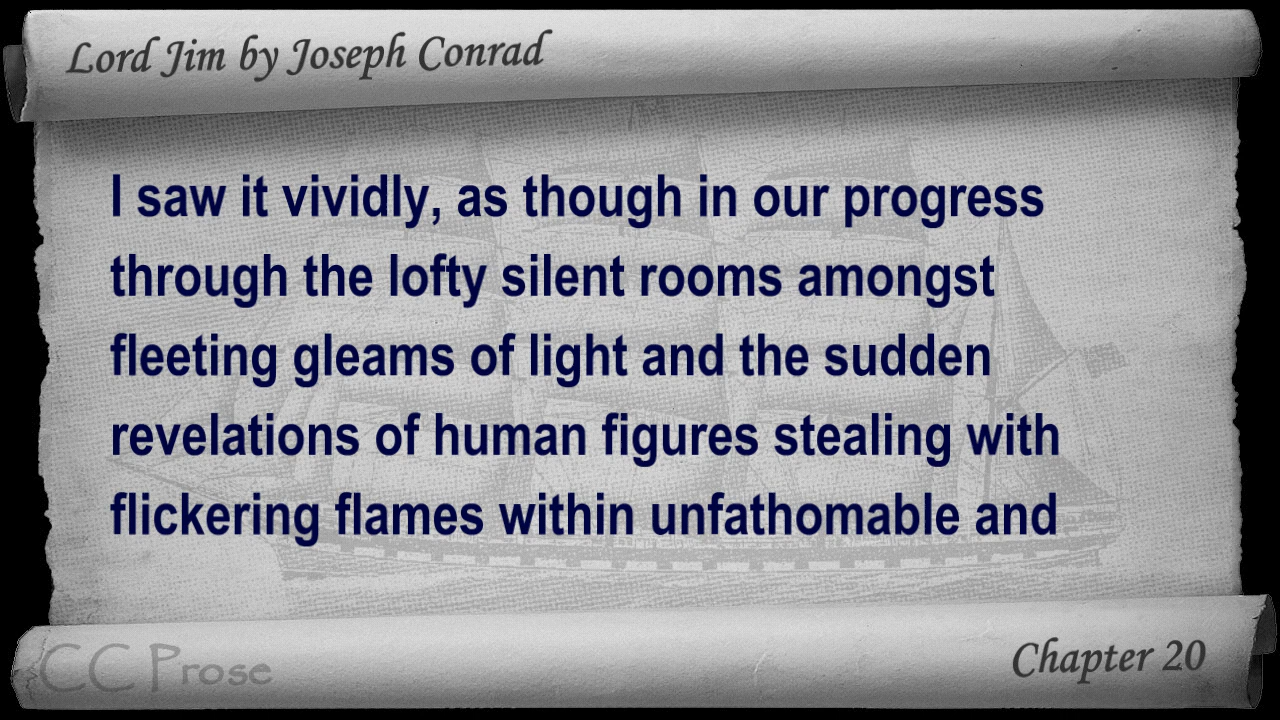 Lord Jim by Joseph Conrad
I saw it vividly, as though in our progress
through the lofty silent rooms amongst
fleeting gleams of light and the sudden
revelations of human figures stealing with
flickering flames within unfathomable and
CC Prose
Chapter 20